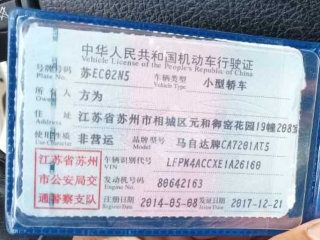 中华人民共和国机动车行驶证
Vehicle License of the People's Republic of China
号牌号码 苏EC02N5 车辆类型 小型轿车
Plate No. Vehicle Type
所有人 方为
Owner
住址 江苏省苏州市相城区元和御窑花园19幢208%
Address
使用性质 非营运 品牌型号 马自达牌CA7201AT5
Use Character Model
江苏省苏州 车辆识别代号 LFPM4ACCXE1A26160
VIN
市公安局交 发动机号码 80642163
Engine No.
通警察支队 注册日期 2014-05-08 发证日期 2017-12-21
Register Date Issue Date